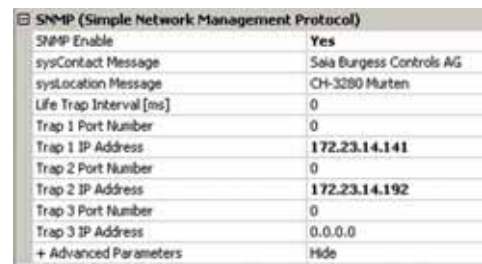 SNMP (Simple Network Management Protocol)
SNMP Enable Yes
sysContact Message Saia Burgess Controls AG
sysLocation Message CH-3280 Murten
Life Trap Interval [ms] 0
Trap 1 Port Number 0
Trap 1 IP Address 172.23.14.141
Trap 2 Port Number 0
Trap 2 IP Address 172.23.14.192
Trap 3 Port Number 0
Trap 3 IP Address 0.0.0.0
+ Advanced Parameters Hide